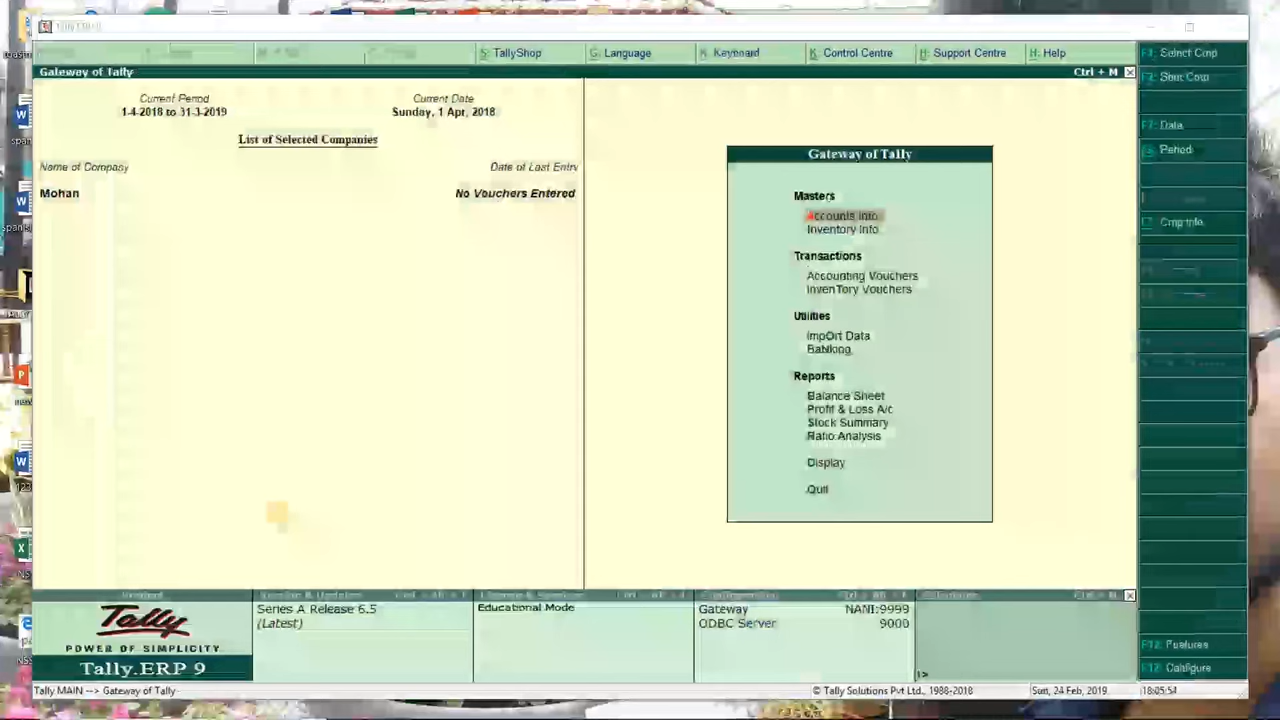 S: TallyShop
G: Language
K: Keyboard
K: Control Centre
H: Support Centre
H: Help
Gateway of Tally
Ctrl + M
Current Period
1-4-2018 to 31-3-2019
Current Date
Sunday, 1 Apr, 2018
List of Selected Companies
Name of Company
Date of Last Entry
Mohan
No Vouchers Entered
Gateway of Tally
Masters
Accounts Info.
Inventory Info.
Transactions
Accounting Vouchers
InvenTory Vouchers
Utilities
ImpOrt Data
BaNking
Reports
Balance Sheet
Profit & Loss A/c
Stock Summary
Ratio Analysis
Display
Quit
F1: Select Cmp
F1: Shut Cmp
F2: Date
Period
Cmp Info
Features
F12: Configure
Tally
POWER OF SIMPLICITY
Tally.ERP 9
Series A Release 6.5
(Latest)
Educational Mode
Gateway NANI:9999
ODBC Server 9000
Tally MAIN --> Gateway of Tally
© Tally Solutions Pvt Ltd., 1988-2018
Sun, 24 Feb, 2019
18:05:54